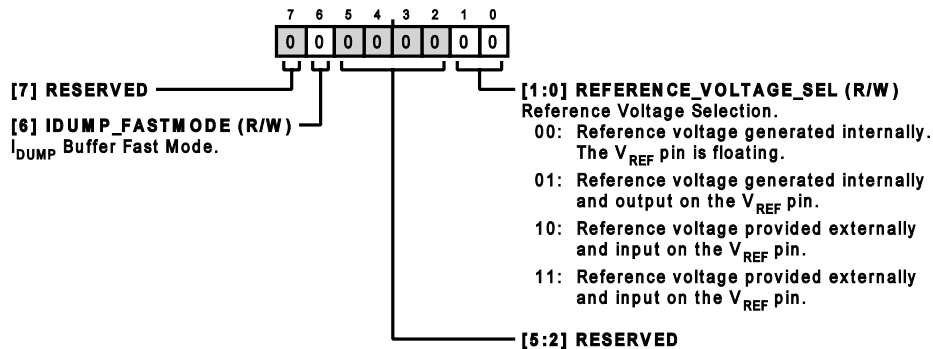 7 6 5 4 3 2 1 0
0 0 0 0 0 0 0 0
[7] RESERVED
[6] IDUMP_FASTMODE (R/W)
IDUMP Buffer Fast Mode.
[1:0] REFERENCE_VOLTAGE_SEL (R/W)
Reference Voltage Selection.
00: Reference voltage generated internally.
The VREF pin is floating.
01: Reference voltage generated internally
and output on the VREF pin.
10: Reference voltage provided externally
and input on the VREF pin.
11: Reference voltage provided externally
and input on the VREF pin.
[5:2] RESERVED